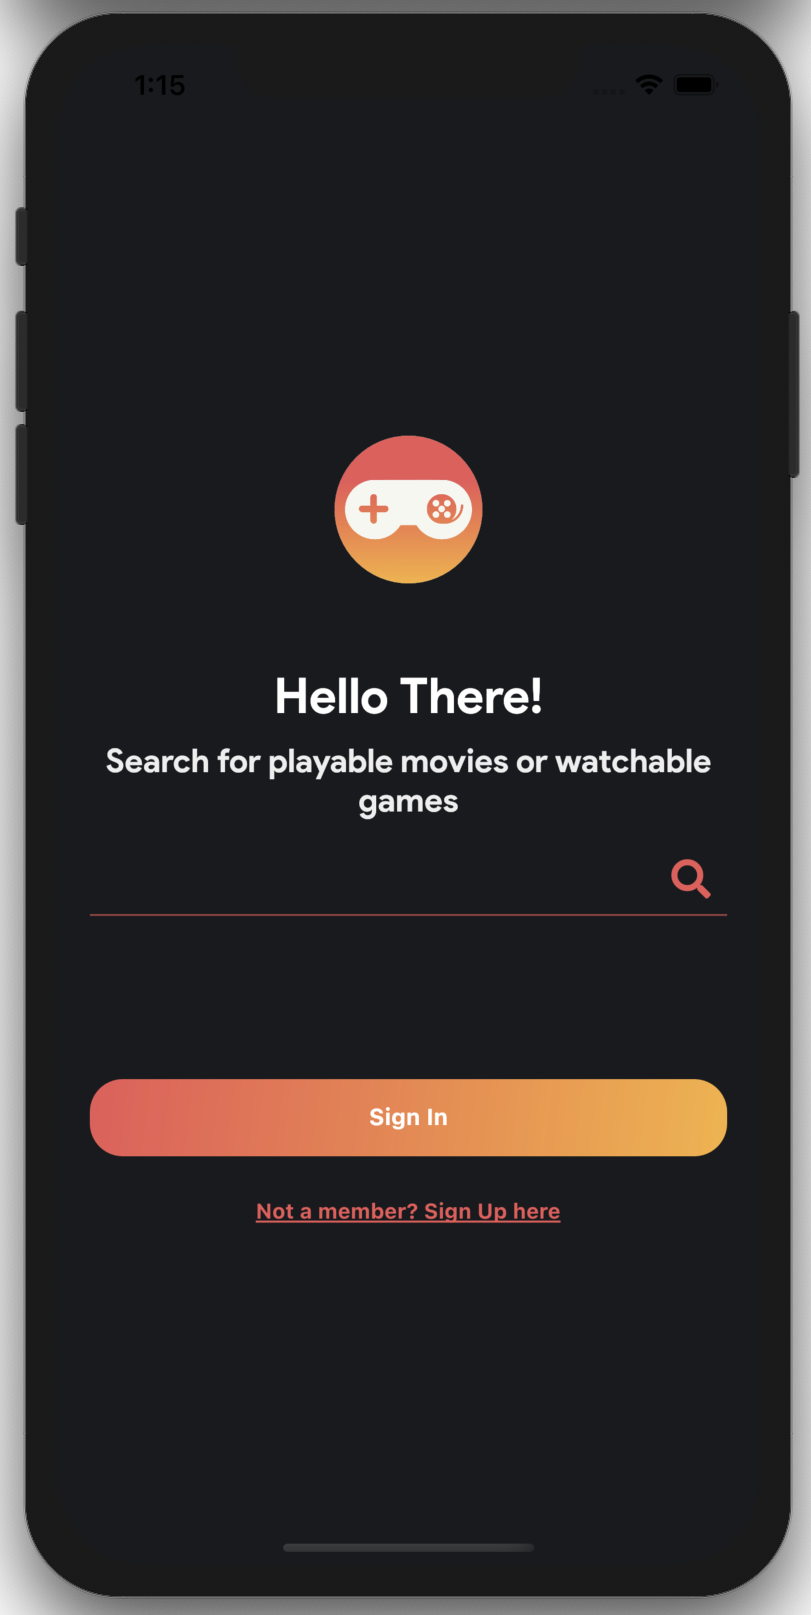 1:15
Hello There!
Search for playable movies or watchable
games
Sign In
Not a member? Sign Up here